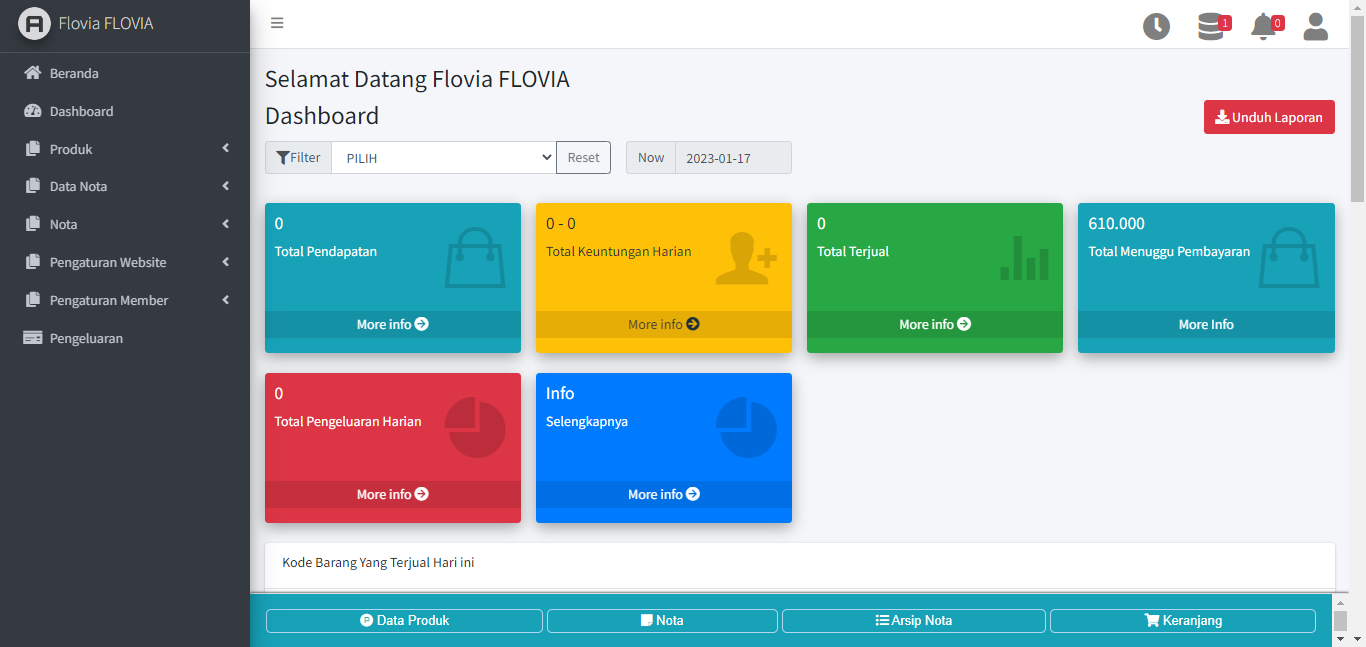 Flovia FLOVIA
1
0
Beranda
Dashboard
Produk
Data Nota
Nota
Pengaturan Website
Pengaturan Member
Pengeluaran
Selamat Datang Flovia FLOVIA
Dashboard
Unduh Laporan
Filter PILIH Reset Now 2023-01-17
0
Total Pendapatan
More info
0 - 0
Total Keuntungan Harian
More info
0
Total Terjual
More info
610.000
Total Menuggu Pembayaran
More Info
0
Total Pengeluaran Harian
More info
Info
Selengkapnya
More info
Kode Barang Yang Terjual Hari ini
Data Produk
Nota
Arsip Nota
Keranjang